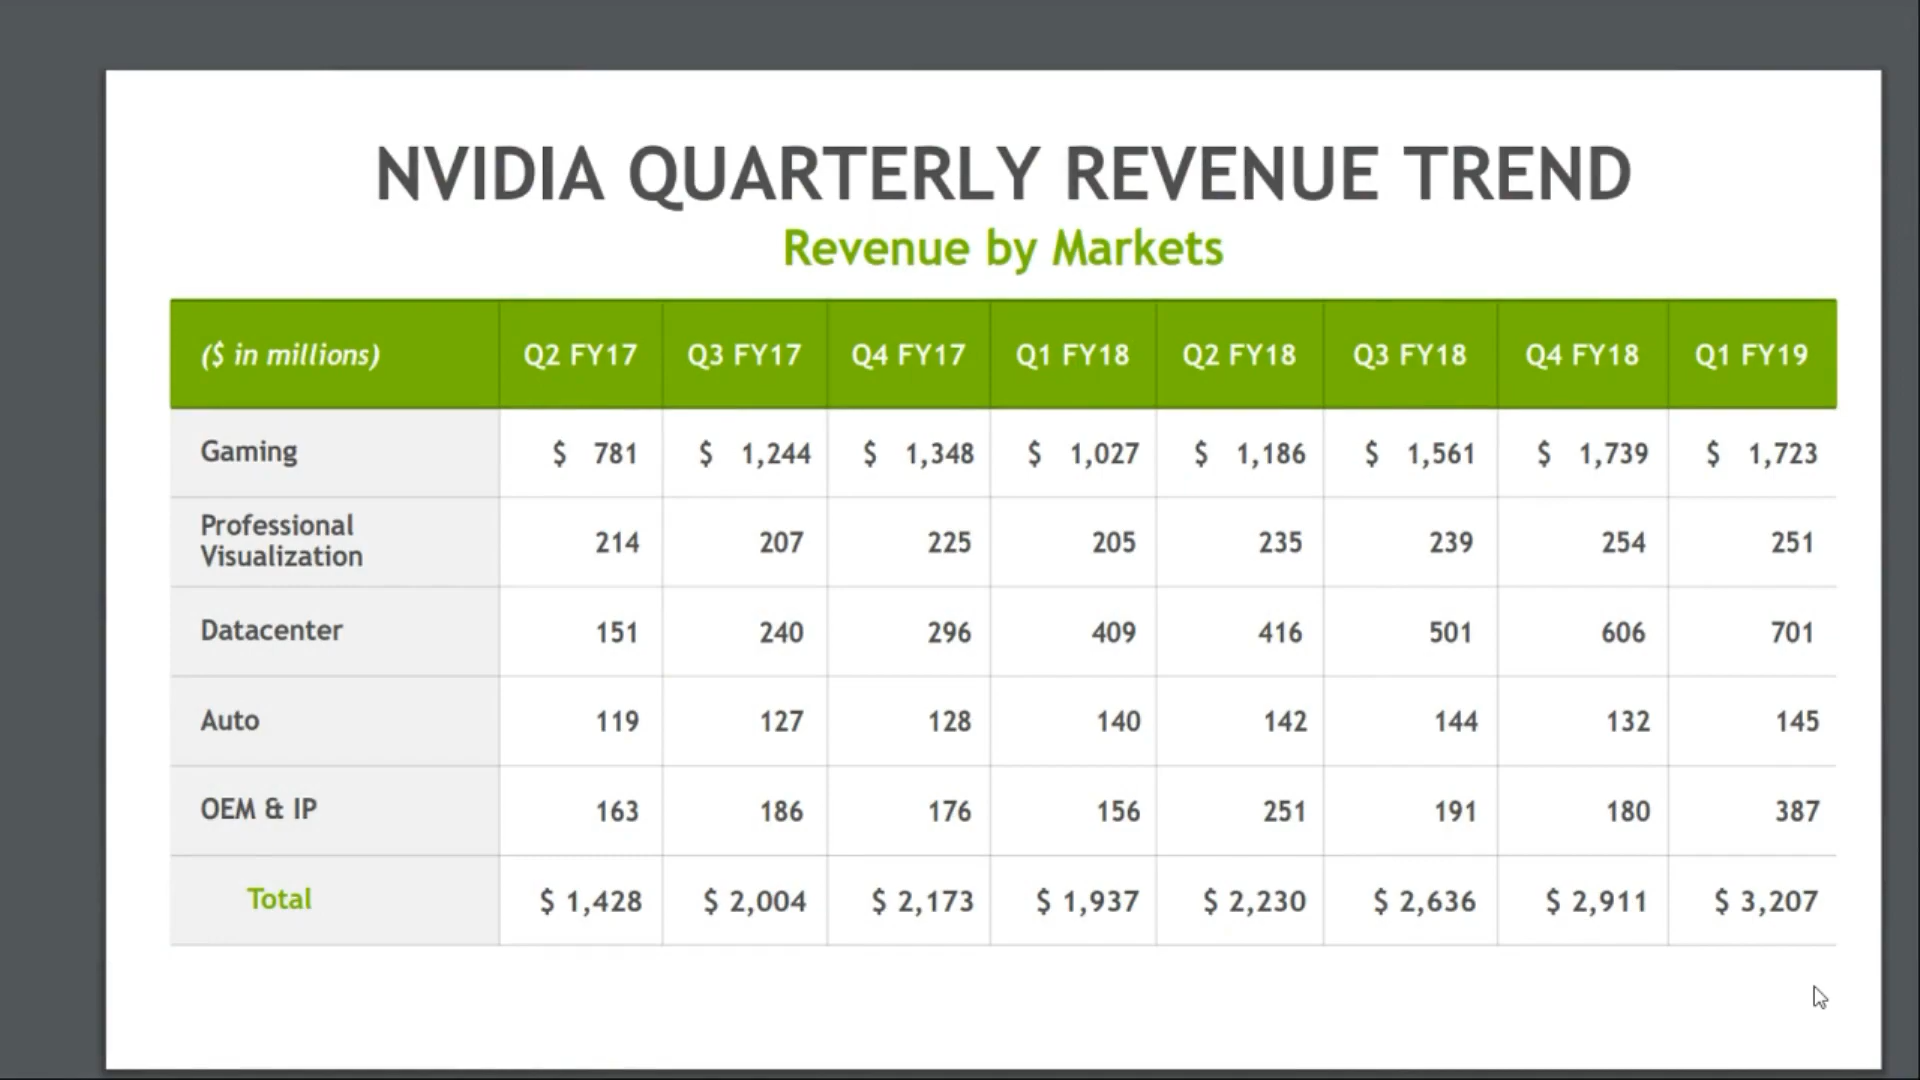 NVIDIA QUARTERLY REVENUE TREND
Revenue by Markets
($ in millions) Q2 FY17 Q3 FY17 Q4 FY17 Q1 FY18 Q2 FY18 Q3 FY18 Q4 FY18 Q1 FY19
Gaming $ 781 $ 1,244 $ 1,348 $ 1,027 $ 1,186 $ 1,561 $ 1,739 $ 1,723
Professional
Visualization 214 207 225 205 235 239 254 251
Datacenter 151 240 296 409 416 501 606 701
Auto 119 127 128 140 142 144 132 145
OEM & IP 163 186 176 156 251 191 180 387
Total $ 1,428 $ 2,004 $ 2,173 $ 1,937 $ 2,230 $ 2,636 $ 2,911 $ 3,207